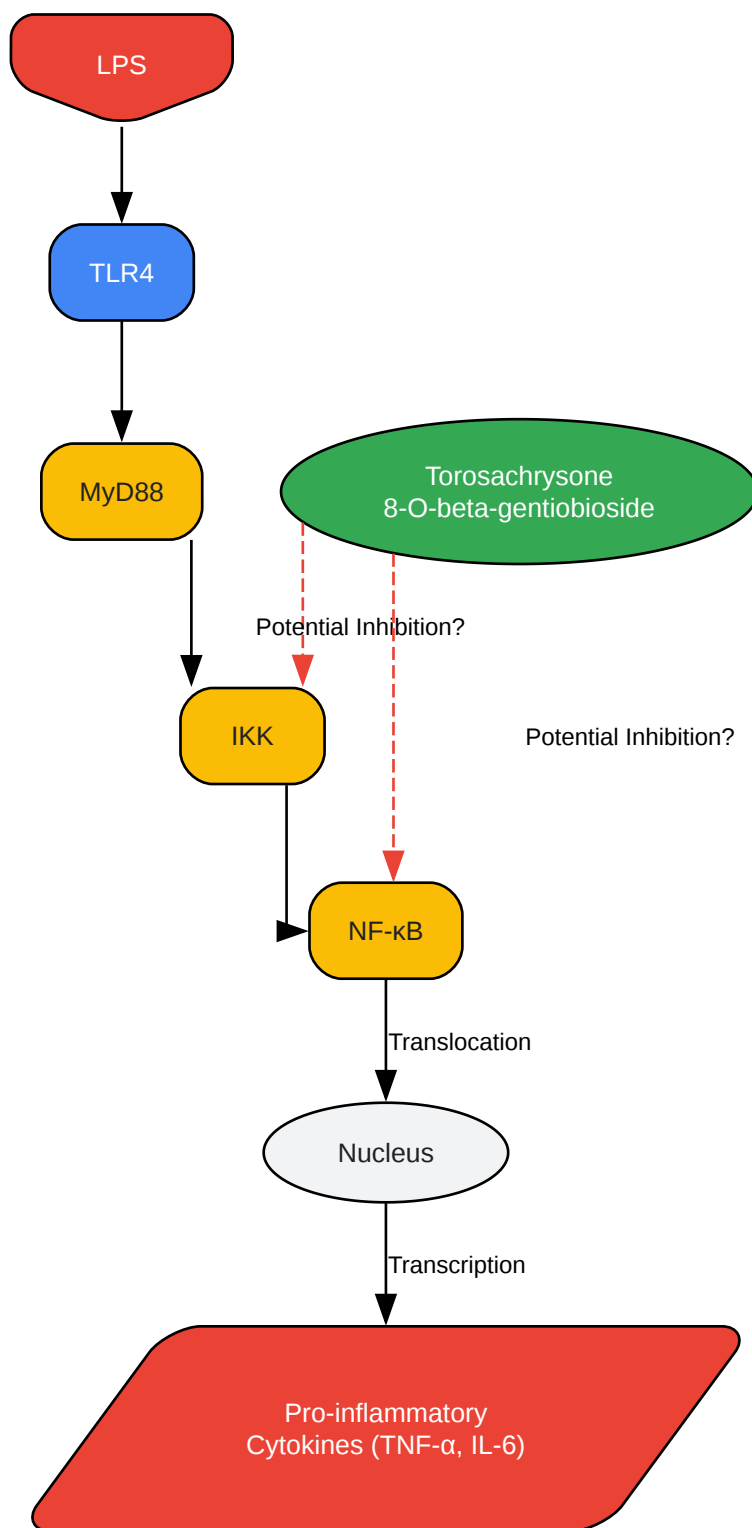 LPS
TLR4
MyD88
Torosachrysone
8-O-beta-gentiobioside
Potential Inhibition?
IKK
Potential Inhibition?
NF-κB
Translocation
Nucleus
Transcription
Pro-inflammatory
Cytokines (TNF-α, IL-6)